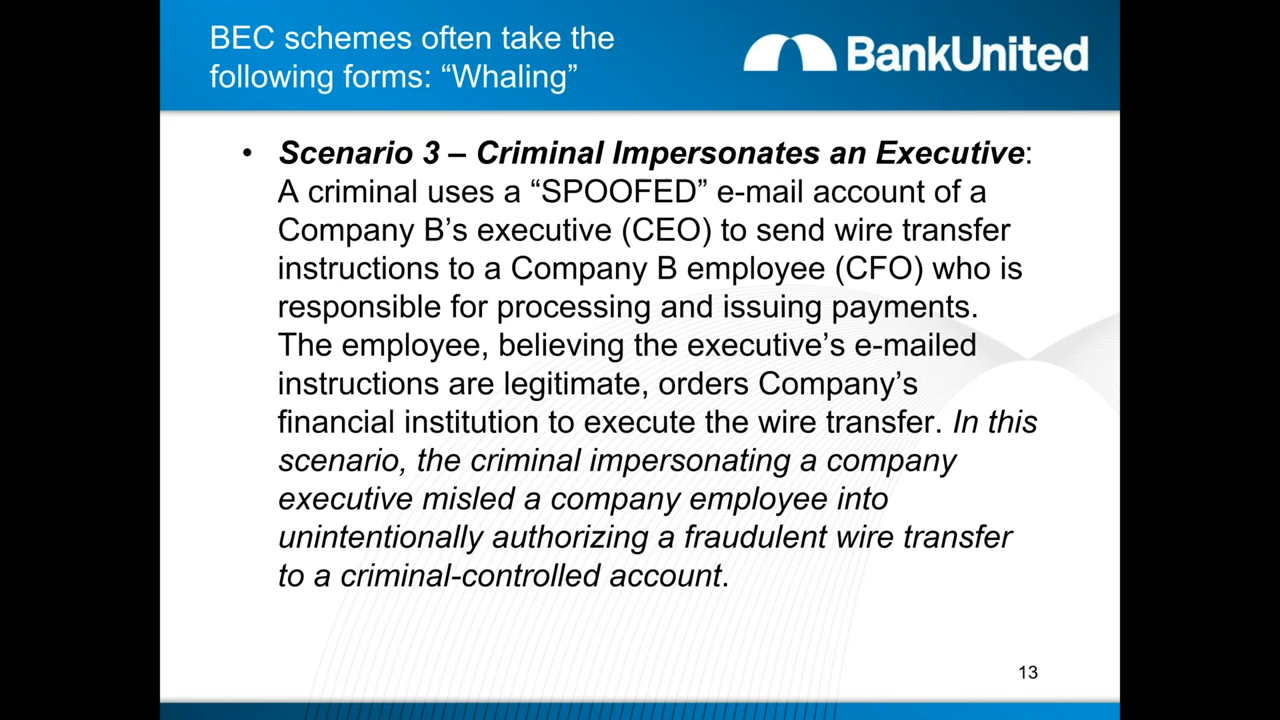 BEC schemes often take the
following forms: “Whaling”
BankUnited
• Scenario 3 – Criminal Impersonates an Executive:
A criminal uses a “SPOOFED” e-mail account of a
Company B’s executive (CEO) to send wire transfer
instructions to a Company B employee (CFO) who is
responsible for processing and issuing payments.
The employee, believing the executive’s e-mailed
instructions are legitimate, orders Company’s
financial institution to execute the wire transfer. In this
scenario, the criminal impersonating a company
executive misled a company employee into
unintentionally authorizing a fraudulent wire transfer
to a criminal-controlled account.
13